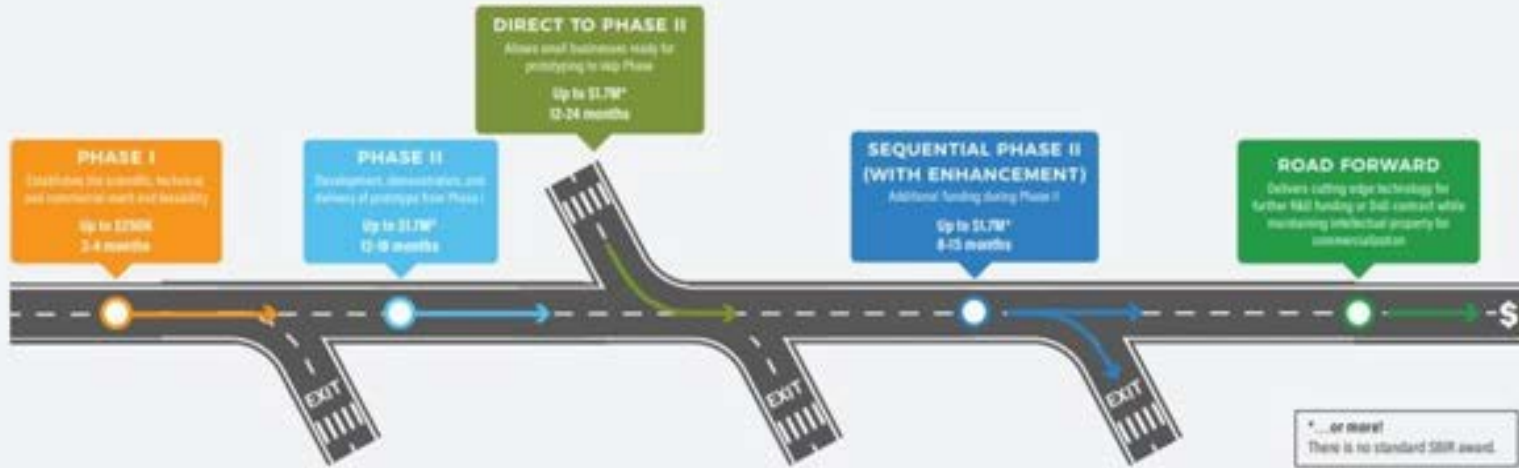 DIRECT TO PHASE II
Allows small businesses ready for
prototyping to skip Phase
Up to $1.7M*
12-24 months
PHASE I
Establishes the scientific, technical
and commercial merit and feasibility
Up to $250K
3-4 months
PHASE II
Development, demonstration, and
delivery of prototype from Phase I
Up to $1.7M*
12-18 months
SEQUENTIAL PHASE II
(WITH ENHANCEMENT)
Additional funding during Phase II
Up to $1.7M*
8-15 months
ROAD FORWARD
Delivers cutting edge technology for
further R&D funding or DoD contract while
maintaining intellectual property for
commercialization
$
EXIT
EXIT
EXIT
*...or more!
There is no standard SBIR award.